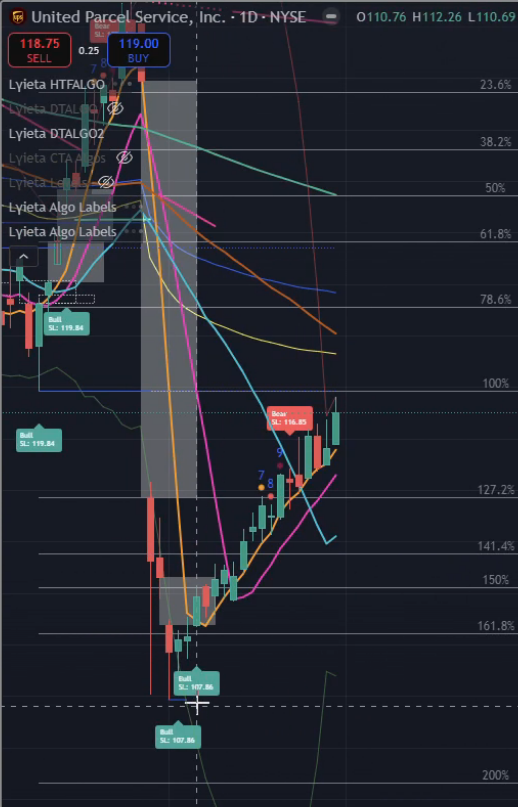 United Parcel Service, Inc. · 1D · NYSE
O110.76 H112.26 L110.69
118.75
SELL
0.25
119.00
BUY
Bear
7 8
Lyieta HTFALGO
Lyieta DTALGO
Lyieta DTALGO2
Lyieta CTA Algos
Lyieta Algo Labels
Lyieta Algo Labels
23.6%
38.2%
50%
61.8%
78.6%
Bull
SL: 119.84
100%
Bear
SL: 116.85
Bull
SL: 119.84
9
7
8
127.2%
141.4%
150%
161.8%
Bull
SL: 107.86
Bull
SL: 107.86
200%